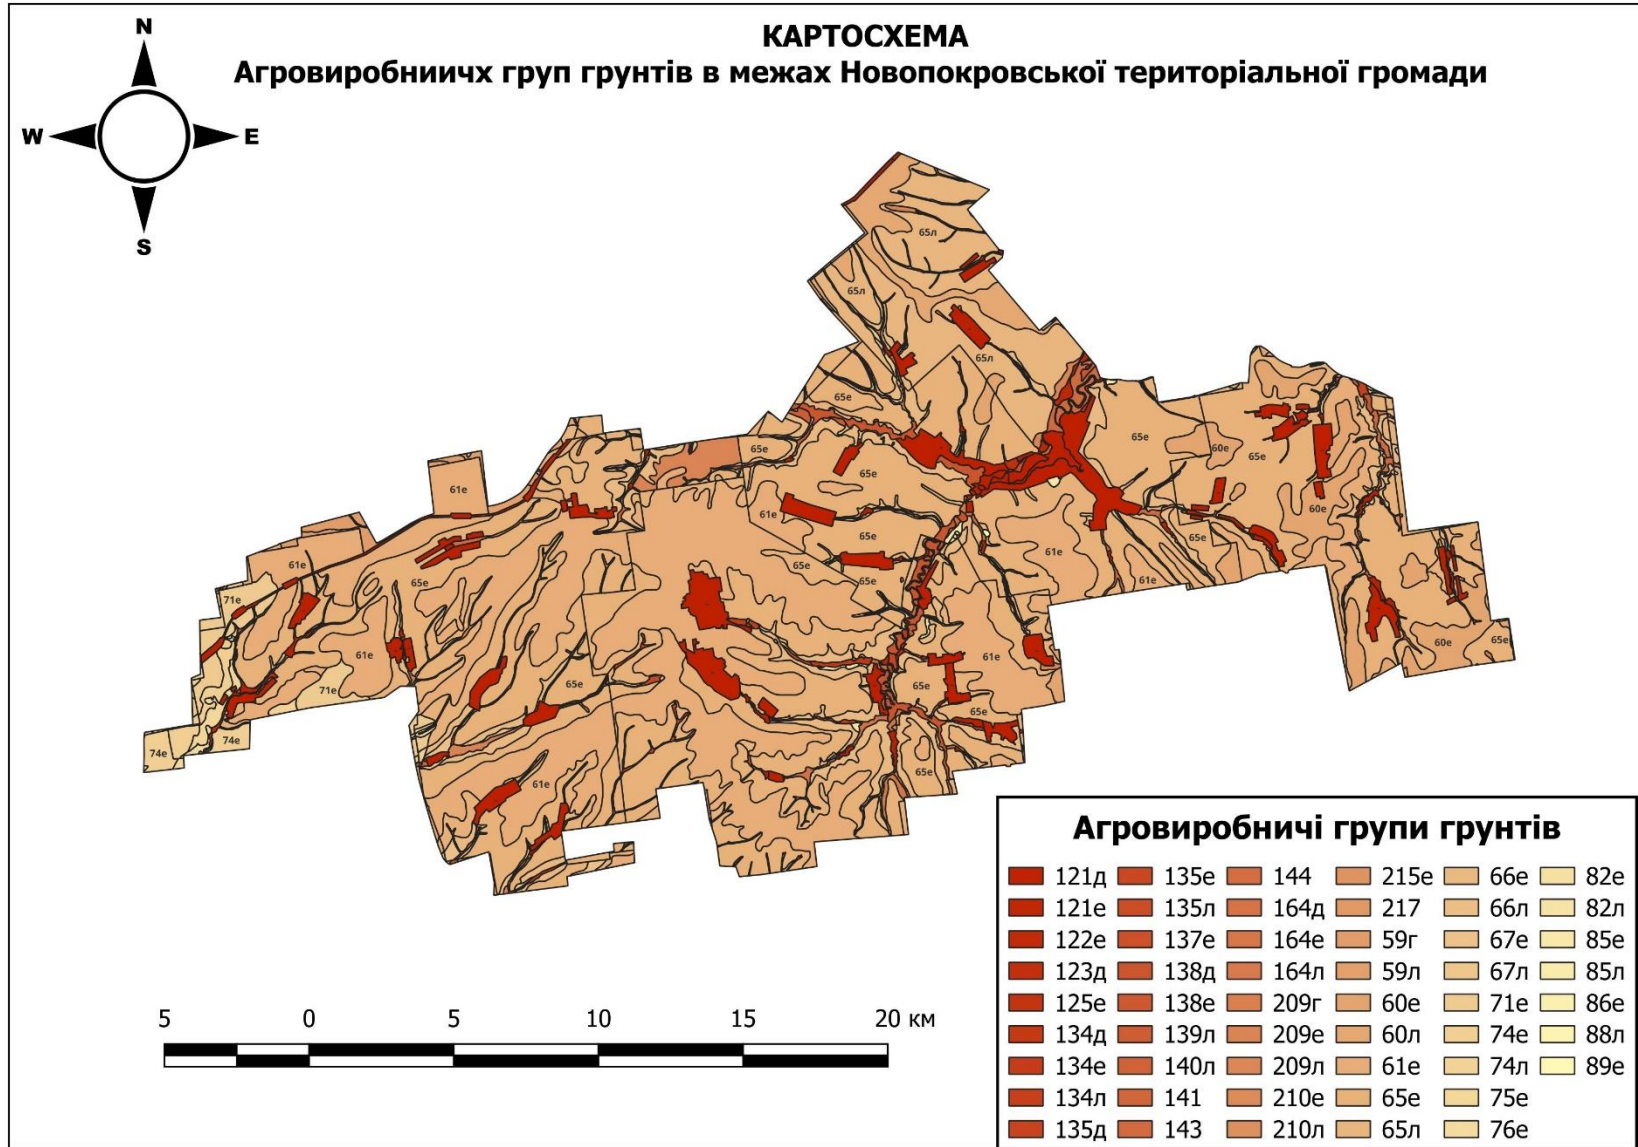 КАРТОСХЕМА
Агровиробниичх груп грунтів в межах Новопокровської територіальної громади
N
W E
S
65л
65л
65л
65е
65е
60е
65е
65е
65е
61е
61е
60е
65е
65е
61е
61е
65е
65е
65е
61е
71е
61е
61е
60е
65е
71е
65е
65е
65е
74е
74е
65е
61е
Агровиробничі групи грунтів
121д 135е 144 215е 66е 82е
121е 135л 164д 217 66л 82л
122е 137е 164е 59г 67е 85е
123д 138д 164л 59л 67л 85л
125е 138е 209г 60е 71е 86е
134д 139л 209е 60л 74е 88л
134е 140л 209л 61е 74л 89е
134л 141 210е 65е 75е
135д 143 210л 65л 76е
5 0 5 10 15 20 км